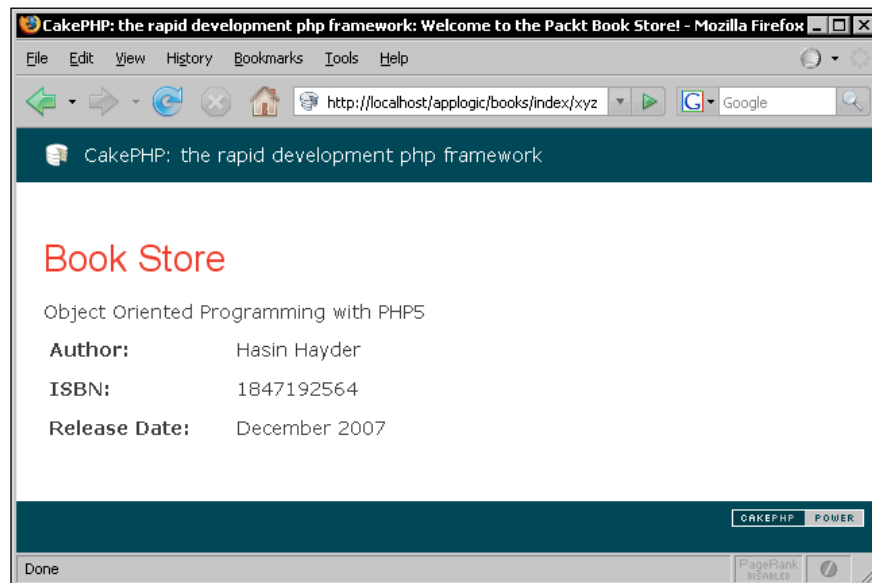 CakePHP: the rapid development php framework: Welcome to the Packt Book Store! - Mozilla Firefox
File Edit View History Bookmarks Tools Help
http://localhost/applogic/books/index/xyz G Google
CakePHP: the rapid development php framework
Book Store
Object Oriented Programming with PHP5
Author: Hasin Hayder
ISBN: 1847192564
Release Date: December 2007
CAKEPHP POWER
Done PageRank
DISABLED